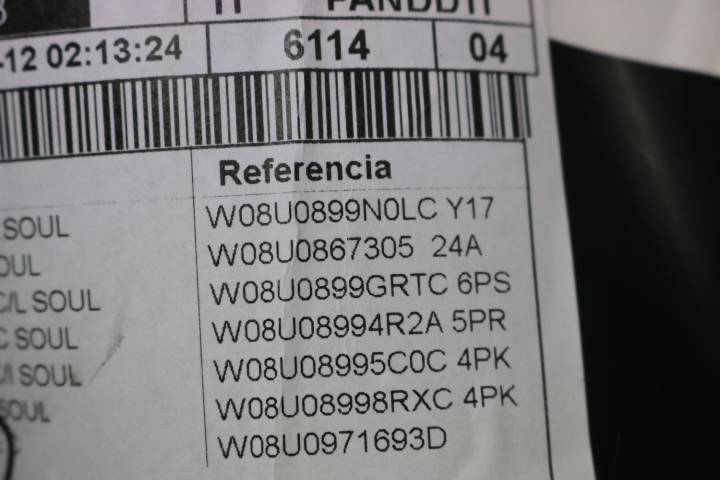 -12 02:13:24 6114 04
Referencia
SOUL W08U0899N0LC Y17
OUL W08U0867305 24A
C/L SOUL W08U0899GRTC 6PS
C SOUL W08U08994R2A 5PR
SOUL W08U08995C0C 4PK
SOUL W08U08998RXC 4PK
W08U0971693D